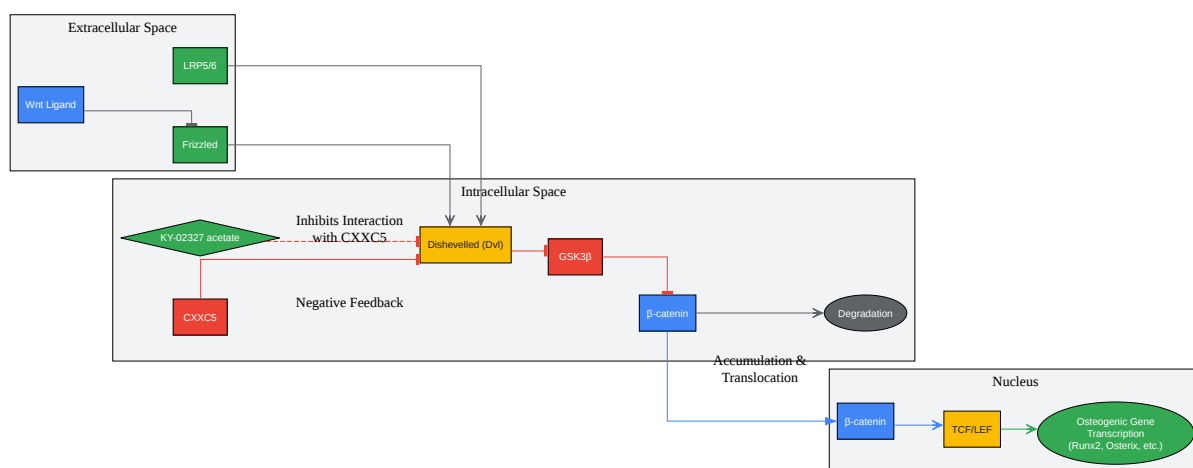 Extracellular Space
LRP5/6
Wnt Ligand
Frizzled
Intracellular Space
KY-02327 acetate
Inhibits Interaction
with CXXC5
Dishevelled (Dvl)
GSK3β
CXXC5
Negative Feedback
β-catenin
Degradation
Accumulation &
Translocation
Nucleus
β-catenin
TCF/LEF
Osteogenic Gene
Transcription
(Runx2, Osterix, etc.)